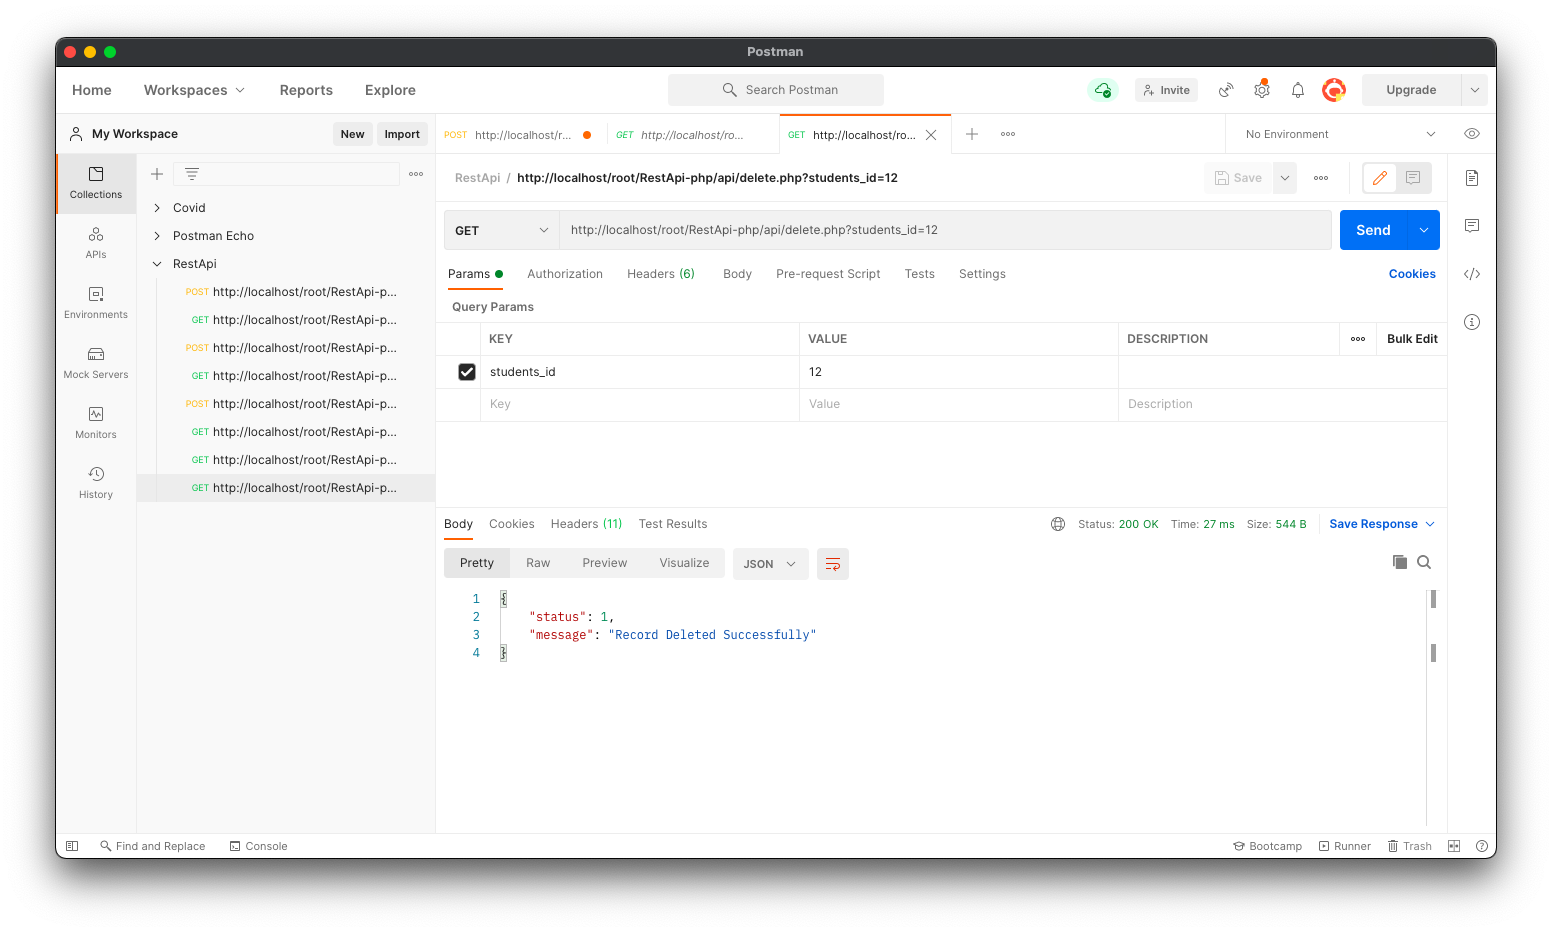 Postman
Home Workspaces Reports Explore Search Postman Invite Upgrade
My Workspace New Import POST http://localhost/r... GET http://localhost/ro... GET http://localhost/ro... No Environment
Collections
APIs
Environments
Mock Servers
Monitors
History
Covid
Postman Echo
RestApi
POST http://localhost/root/RestApi-p...
GET http://localhost/root/RestApi-p...
POST http://localhost/root/RestApi-p...
GET http://localhost/root/RestApi-p...
POST http://localhost/root/RestApi-p...
GET http://localhost/root/RestApi-p...
GET http://localhost/root/RestApi-p...
GET http://localhost/root/RestApi-p...
RestApi / http://localhost/root/RestApi-php/api/delete.php?students_id=12 Save
GET http://localhost/root/RestApi-php/api/delete.php?students_id=12 Send
Params Authorization Headers (6) Body Pre-request Script Tests Settings Cookies
Query Params
KEY VALUE DESCRIPTION Bulk Edit
students_id 12
Key Value Description
Body Cookies Headers (11) Test Results Status: 200 OK Time: 27 ms Size: 544 B Save Response
Pretty Raw Preview Visualize JSON
1 {
2 "status": 1,
3 "message": "Record Deleted Successfully"
4 }
Find and Replace Console Bootcamp Runner Trash